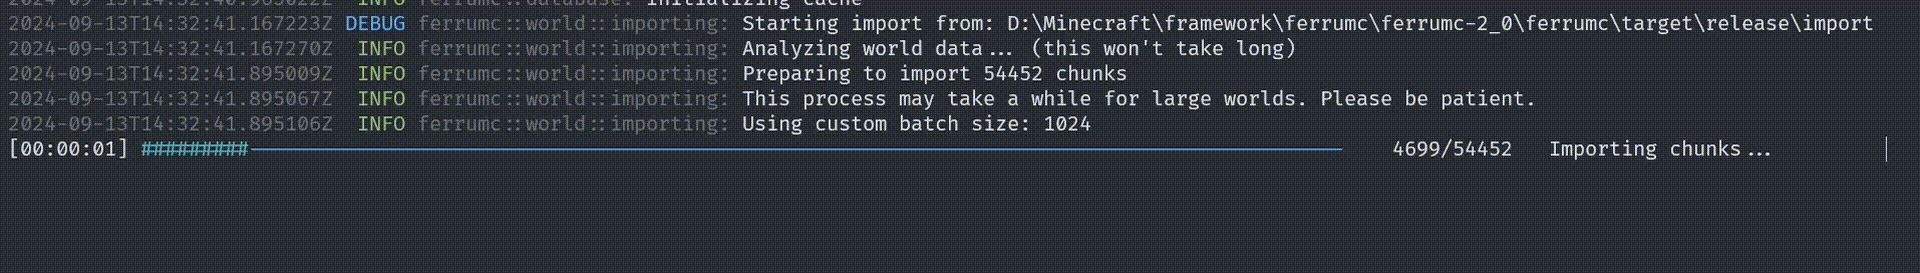 2024-09-13T14:32:40.985022Z INFO ferrumc::database: Initializing cache
2024-09-13T14:32:41.167223Z DEBUG ferrumc::world::importing: Starting import from: D:\Minecraft\framework\ferrumc\ferrumc-2_0\ferrumc\target\release\import
2024-09-13T14:32:41.167270Z INFO ferrumc::world::importing: Analyzing world data... (this won't take long)
2024-09-13T14:32:41.895009Z INFO ferrumc::world::importing: Preparing to import 54452 chunks
2024-09-13T14:32:41.895067Z INFO ferrumc::world::importing: This process may take a while for large worlds. Please be patient.
2024-09-13T14:32:41.895106Z INFO ferrumc::world::importing: Using custom batch size: 1024
[00:00:01] ######### 4699/54452 Importing chunks...